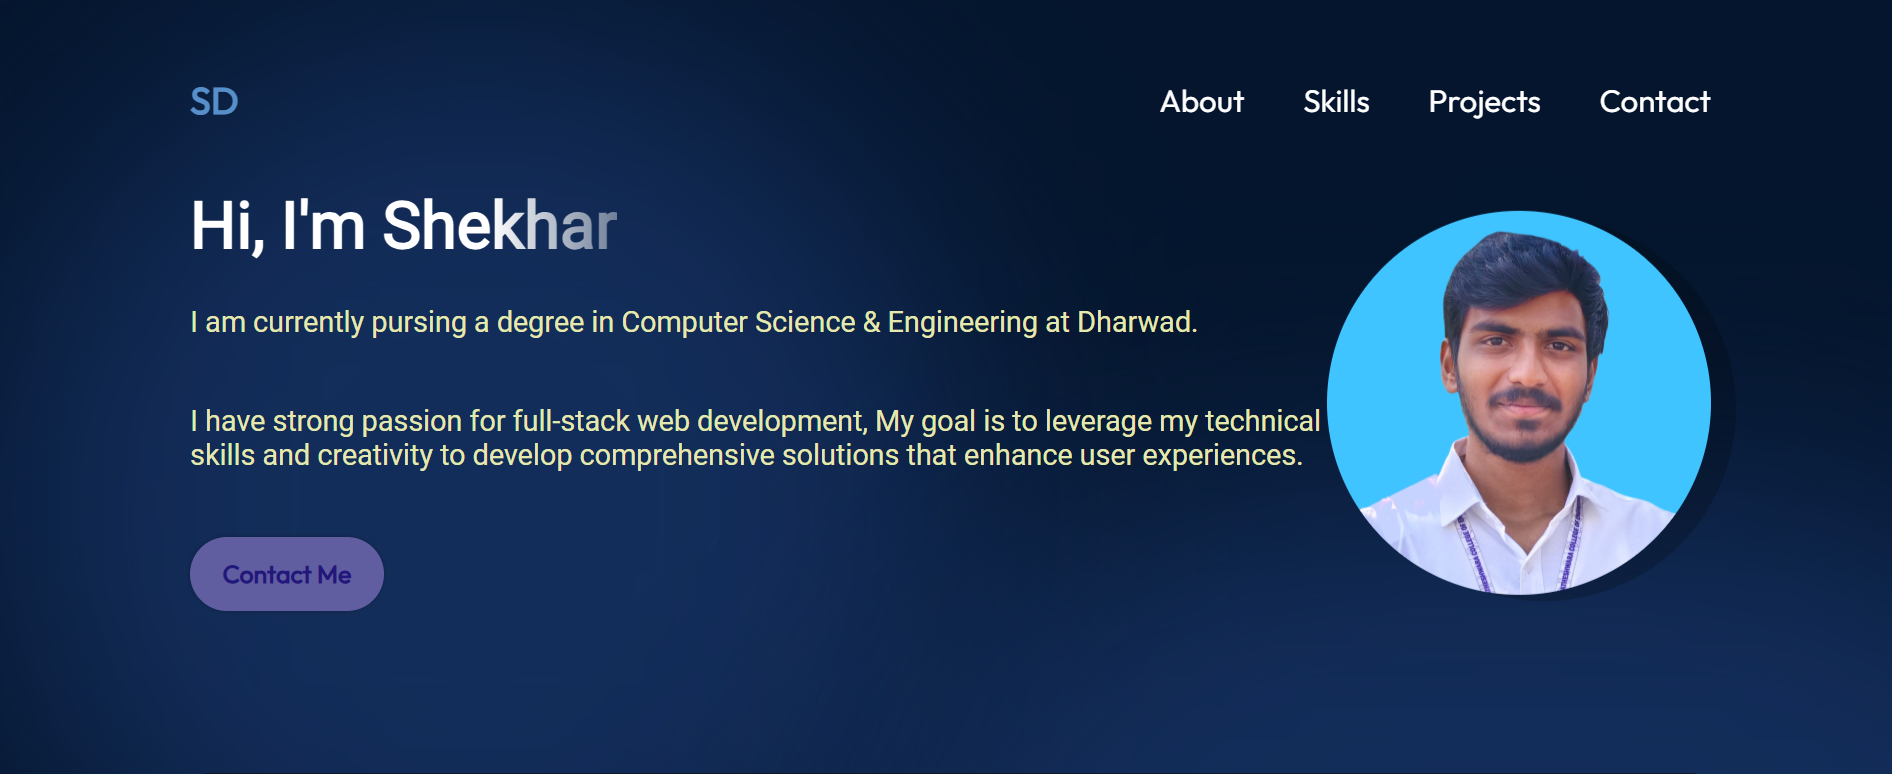 SD
About Skills Projects Contact
Hi, I'm Shekhar
I am currently pursing a degree in Computer Science & Engineering at Dharwad.
I have strong passion for full-stack web development, My goal is to leverage my technical
skills and creativity to develop comprehensive solutions that enhance user experiences.
Contact Me